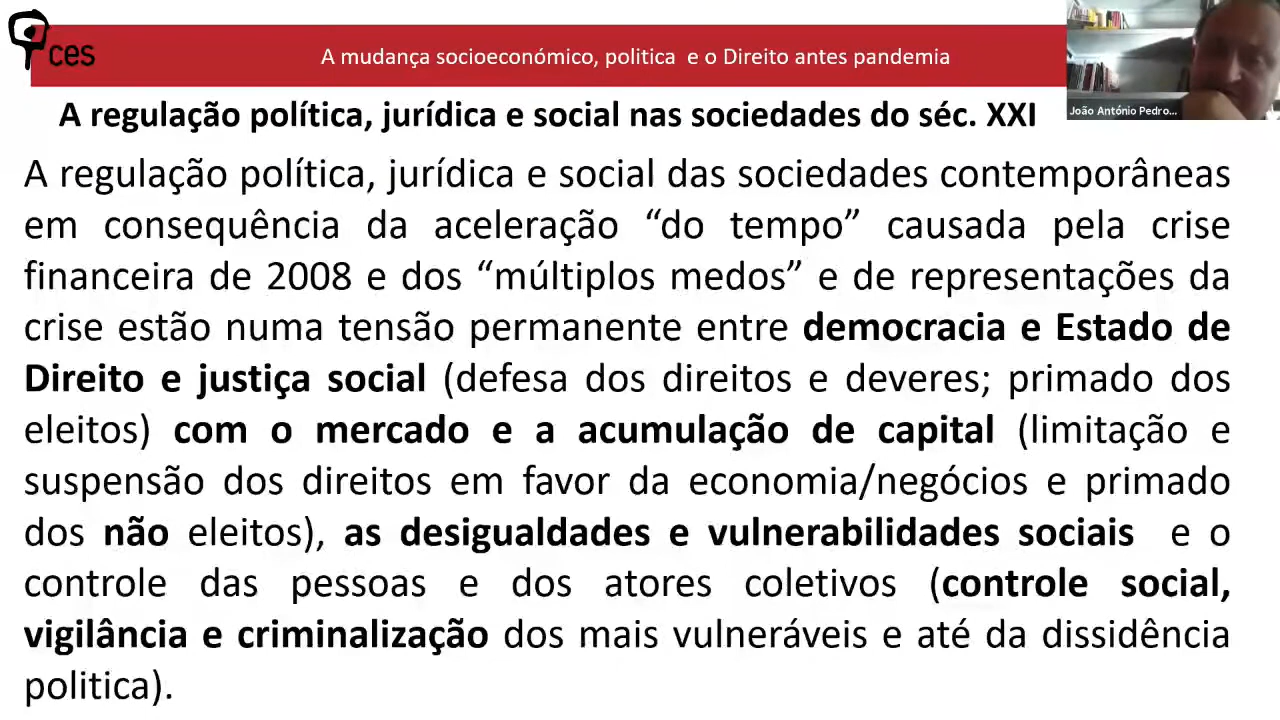 ces
A mudança socioeconómico, politica e o Direito antes pandemia
João António Pedro...
A regulação política, jurídica e social nas sociedades do séc. XXI
A regulação política, jurídica e social das sociedades contemporâneas
em consequência da aceleração “do tempo” causada pela crise
financeira de 2008 e dos “múltiplos medos” e de representações da
crise estão numa tensão permanente entre democracia e Estado de
Direito e justiça social (defesa dos direitos e deveres; primado dos
eleitos) com o mercado e a acumulação de capital (limitação e
suspensão dos direitos em favor da economia/negócios e primado
dos não eleitos), as desigualdades e vulnerabilidades sociais e o
controle das pessoas e dos atores coletivos (controle social,
vigilância e criminalização dos mais vulneráveis e até da dissidência
politica).